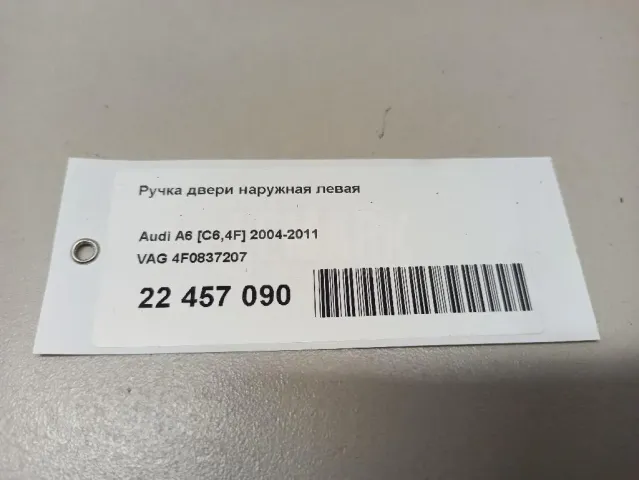 Ручка двери наружная левая
Audi A6 [C6,4F] 2004-2011
VAG 4F0837207
22 457 090